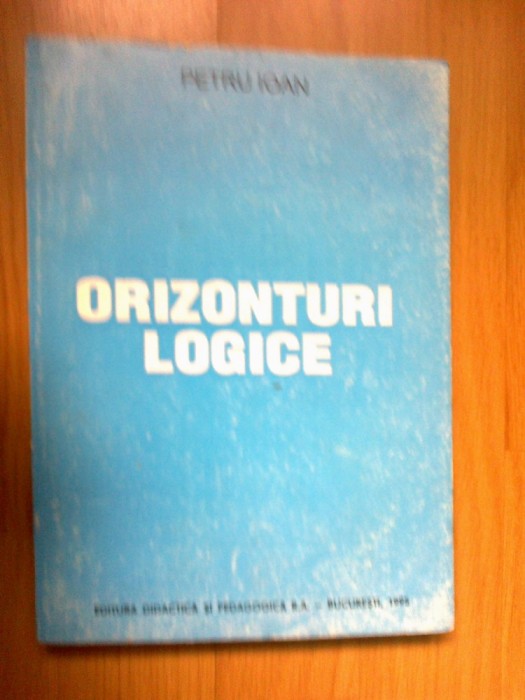 PETRU IOAN
ORIZONTURI
LOGICE
EDITURA DIDACTICĂ ŞI PEDAGOGICĂ R.A. – BUCUREŞTI,